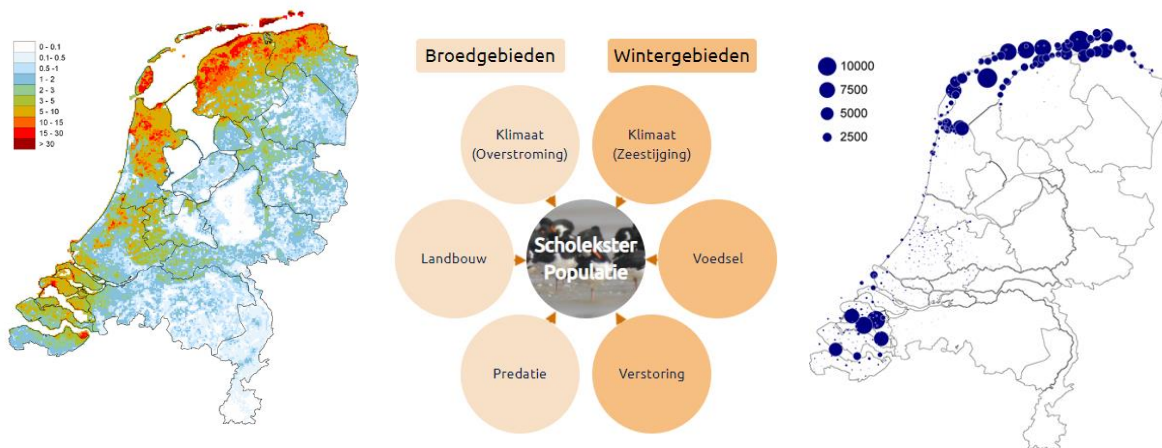 0 - 0.1
0.1 - 0.5
0.5 - 1
1 - 2
2 - 3
3 - 5
5 - 10
10 - 15
15 - 30
> 30
Broedgebieden
Wintergebieden
Klimaat
(Overstroming)
Klimaat
(Zeestijging)
Landbouw
Scholekster
Populatie
Voedsel
Predatie
Verstoring
10000
7500
5000
2500